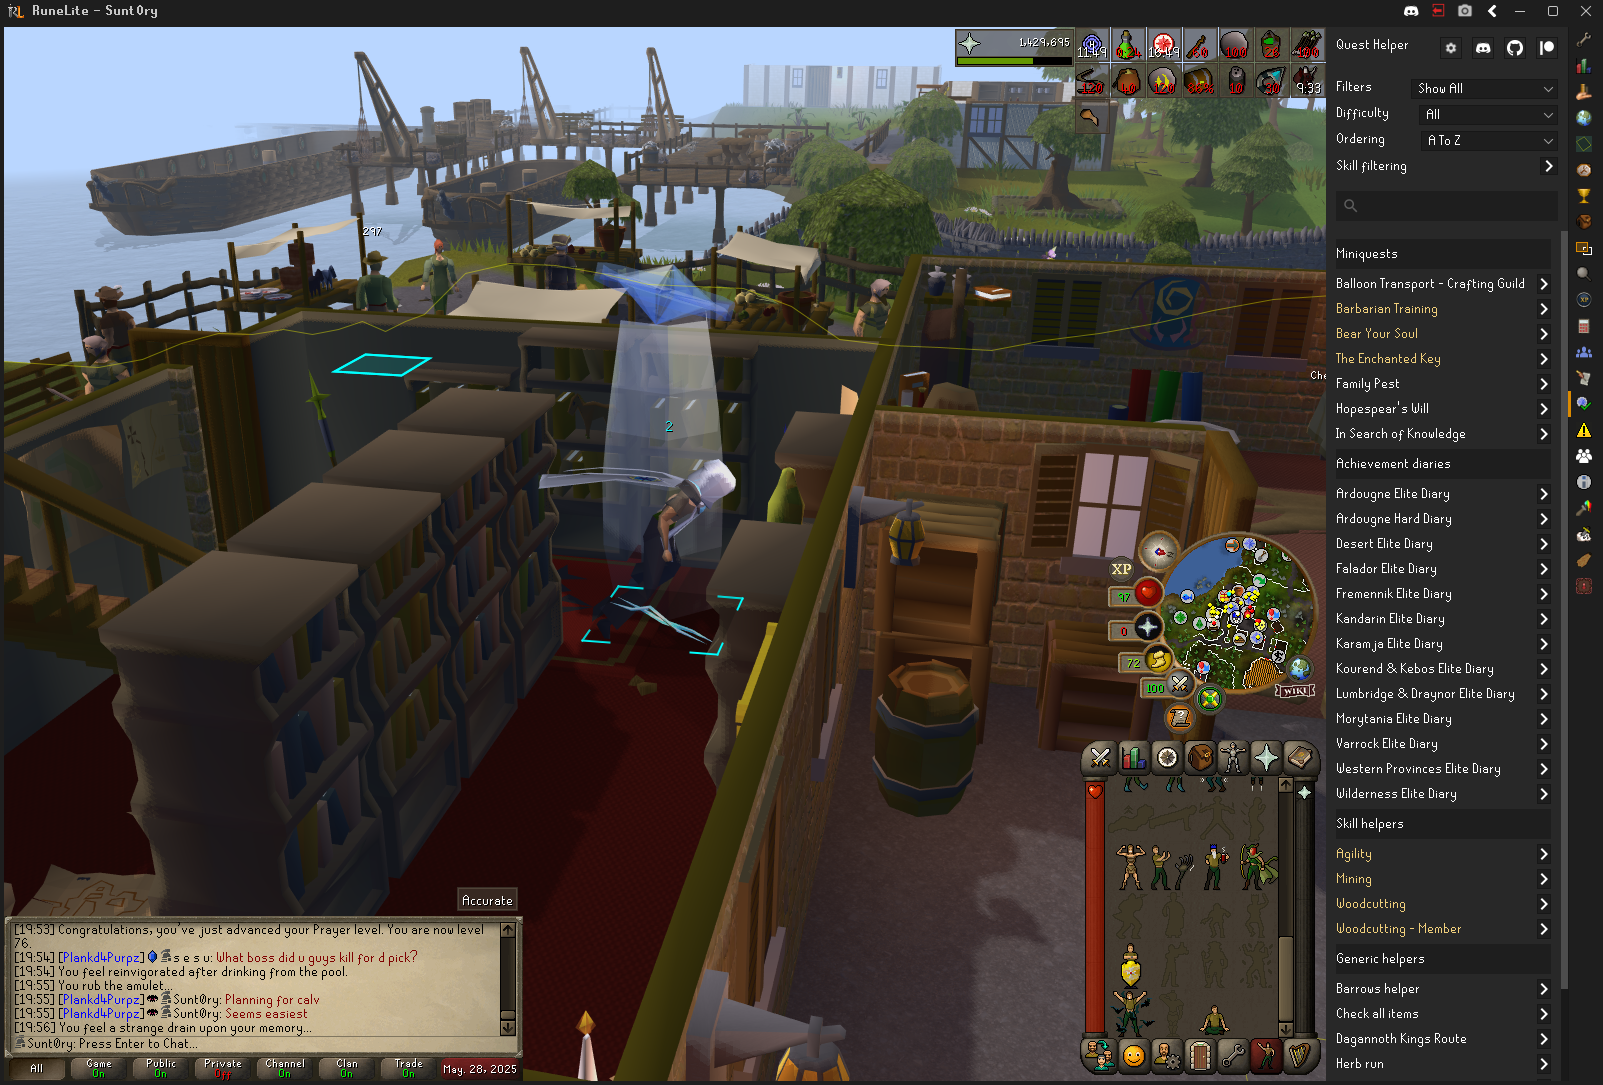 RuneLite - Sunt0ry
1,429,695
11:49
16:49
100
9:33
297
2
Che
XP
97
0
72
100
WIKI
Accurate
[19:53] Congratulations, you've just advanced your Prayer level. You are now level
76.
[19:54] [Plankd4Purpz] s e s u: What boss did u guys kill for d pick?
[19:54] You feel reinvigorated after drinking from the pool.
[19:55] You rub the amulet...
[19:55] [Plankd4Purpz] Sunt0ry: Planning for calv
[19:55] [Plankd4Purpz] Sunt0ry: Seems easiest
[19:56] You feel a strange drain upon your memory...
Sunt0ry: Press Enter to Chat...
All
Game On
Public On
Private Off
Channel On
Clan On
Trade On
May. 28, 2025
Quest Helper
Filters Show All
Difficulty All
Ordering A To Z
Skill filtering
Miniquests
Balloon Transport - Crafting Guild
Barbarian Training
Bear Your Soul
The Enchanted Key
Family Pest
Hopespear's Will
In Search of Knowledge
Achievement diaries
Ardougne Elite Diary
Ardougne Hard Diary
Desert Elite Diary
Falador Elite Diary
Fremennik Elite Diary
Kandarin Elite Diary
Karamja Elite Diary
Kourend & Kebos Elite Diary
Lumbridge & Draynor Elite Diary
Morytania Elite Diary
Varrock Elite Diary
Western Provinces Elite Diary
Wilderness Elite Diary
Skill helpers
Agility
Mining
Woodcutting
Woodcutting - Member
Generic helpers
Barrows helper
Check all items
Dagannoth Kings Route
Herb run